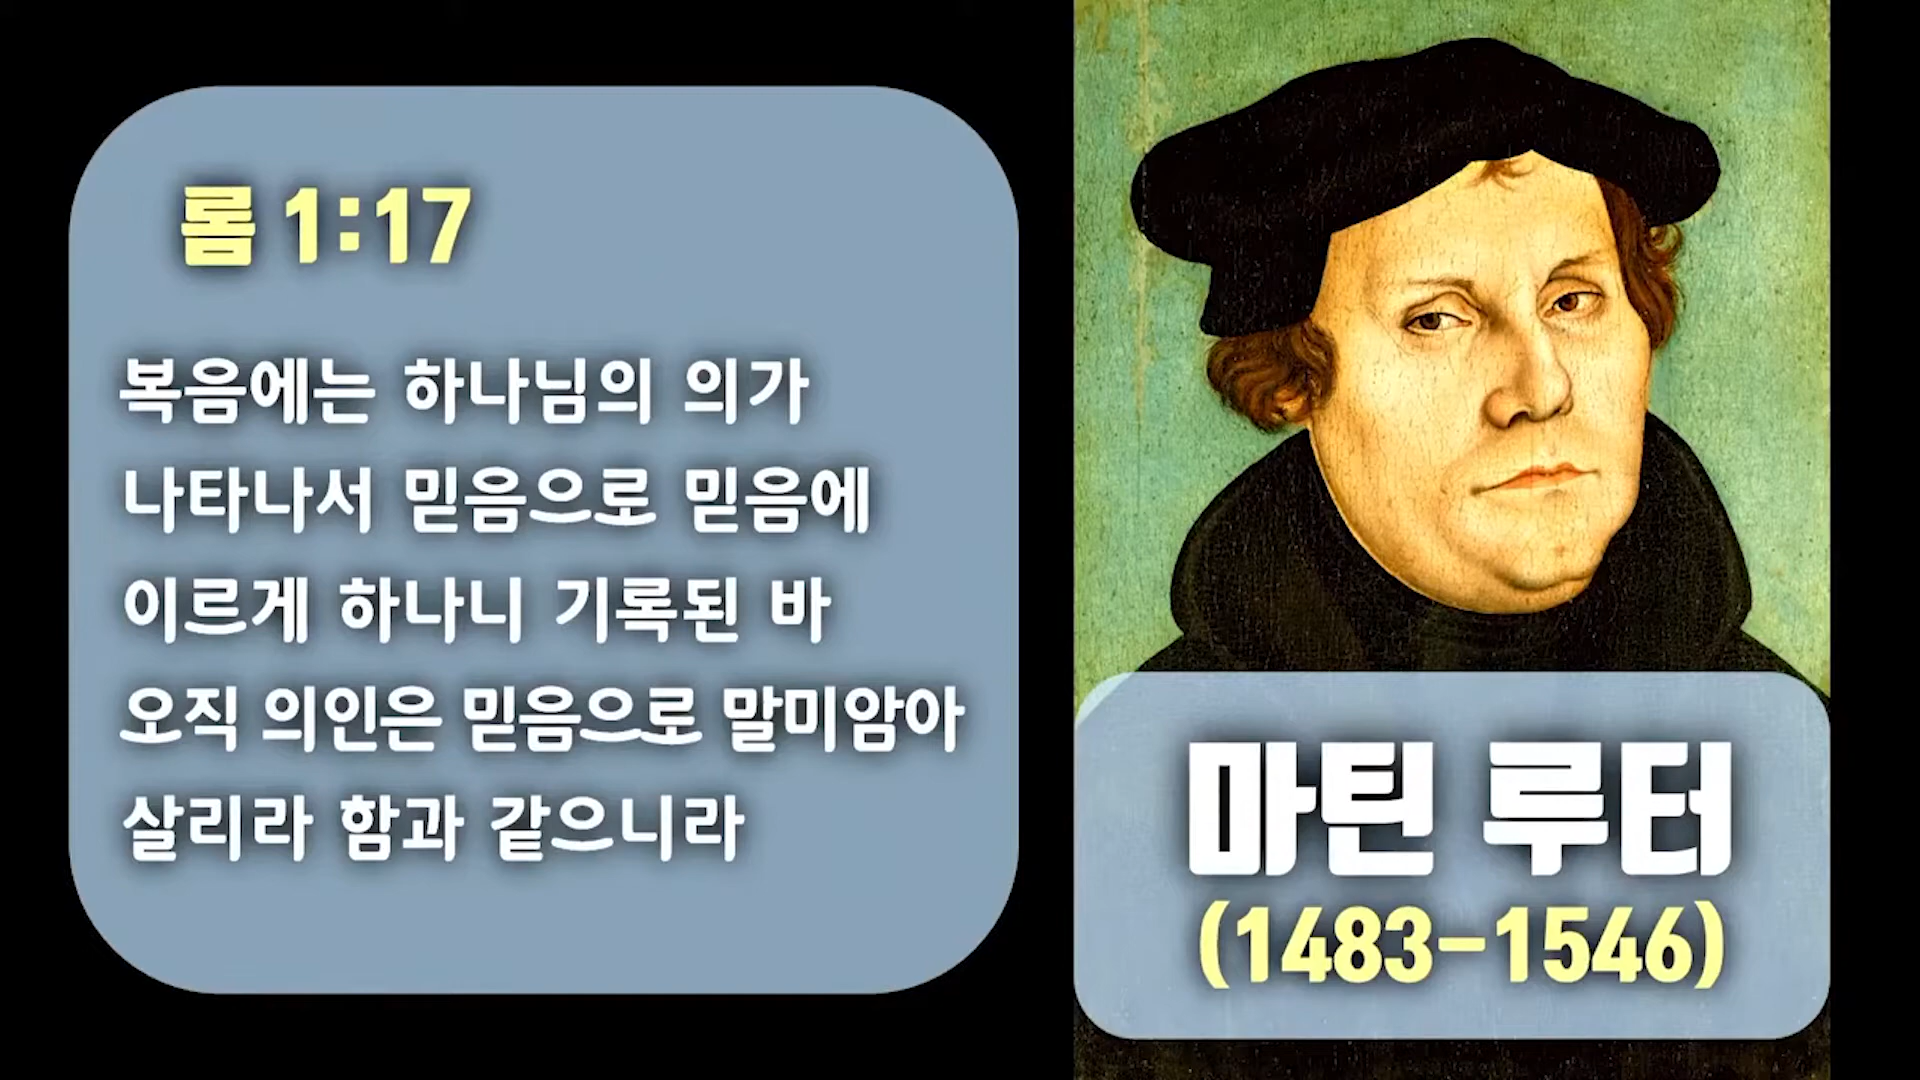 롬 1:17
복음에는 하나님의 의가
나타나서 믿음으로 믿음에
이르게 하나니 기록된 바
오직 의인은 믿음으로 말미암아
살리라 함과 같으니라
마틴 루터
(1483-1546)